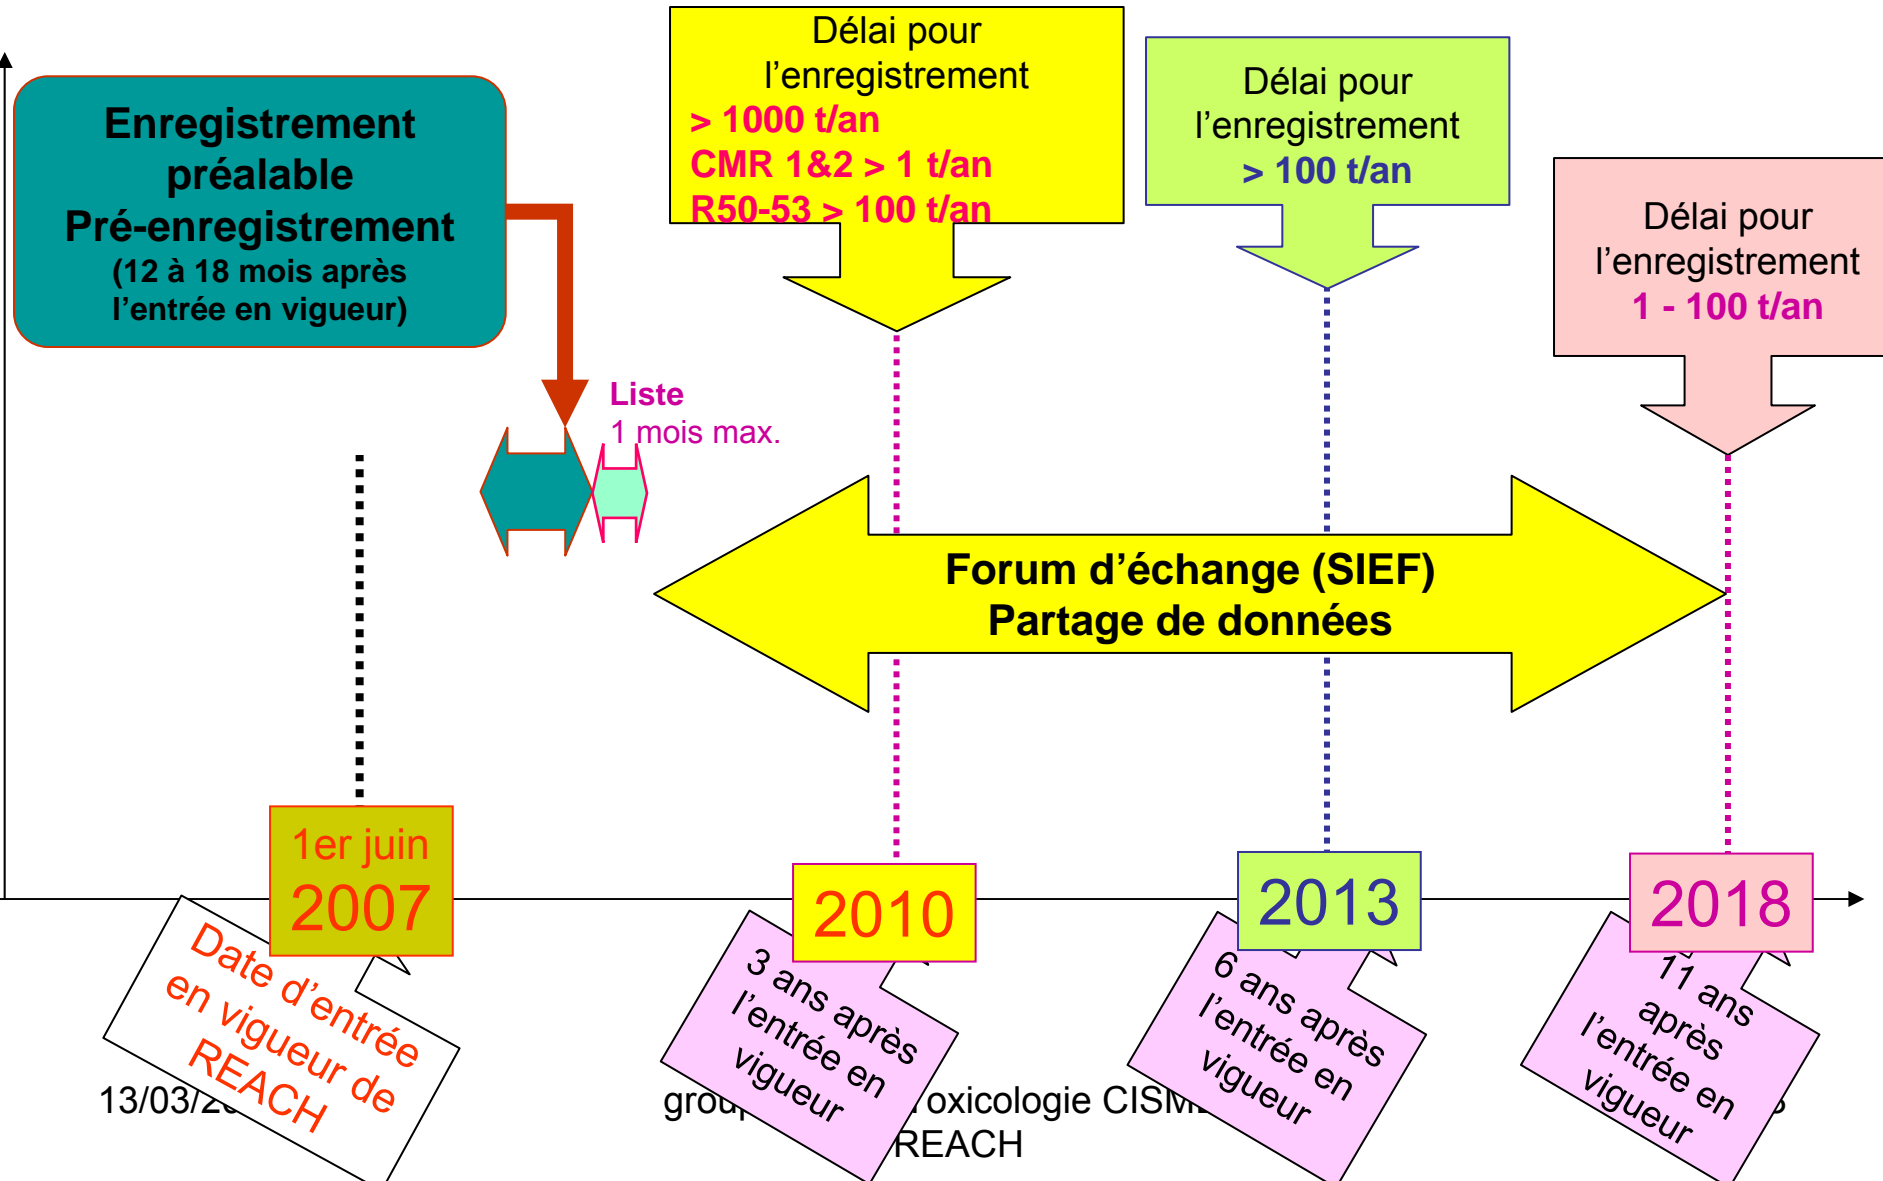 Enregistrement
préalable
Pré-enregistrement
(12 à 18 mois après
l'entrée en vigueur)
Délai pour
l'enregistrement
> 1000 t/an
CMR 1&2 > 1 t/an
R50-53 > 100 t/an
Délai pour
l'enregistrement
> 100 t/an
Délai pour
l'enregistrement
1 - 100 t/an
Liste
1 mois max.
Forum d'échange (SIEF)
Partage de données
1er juin
2007
2010
2013
2018
Date d'entrée
en vigueur de
REACH
3 ans après
l'entrée en
vigueur
6 ans après
l'entrée en
vigueur
11 ans
après
l'entrée en
vigueur
13/03/
REACH